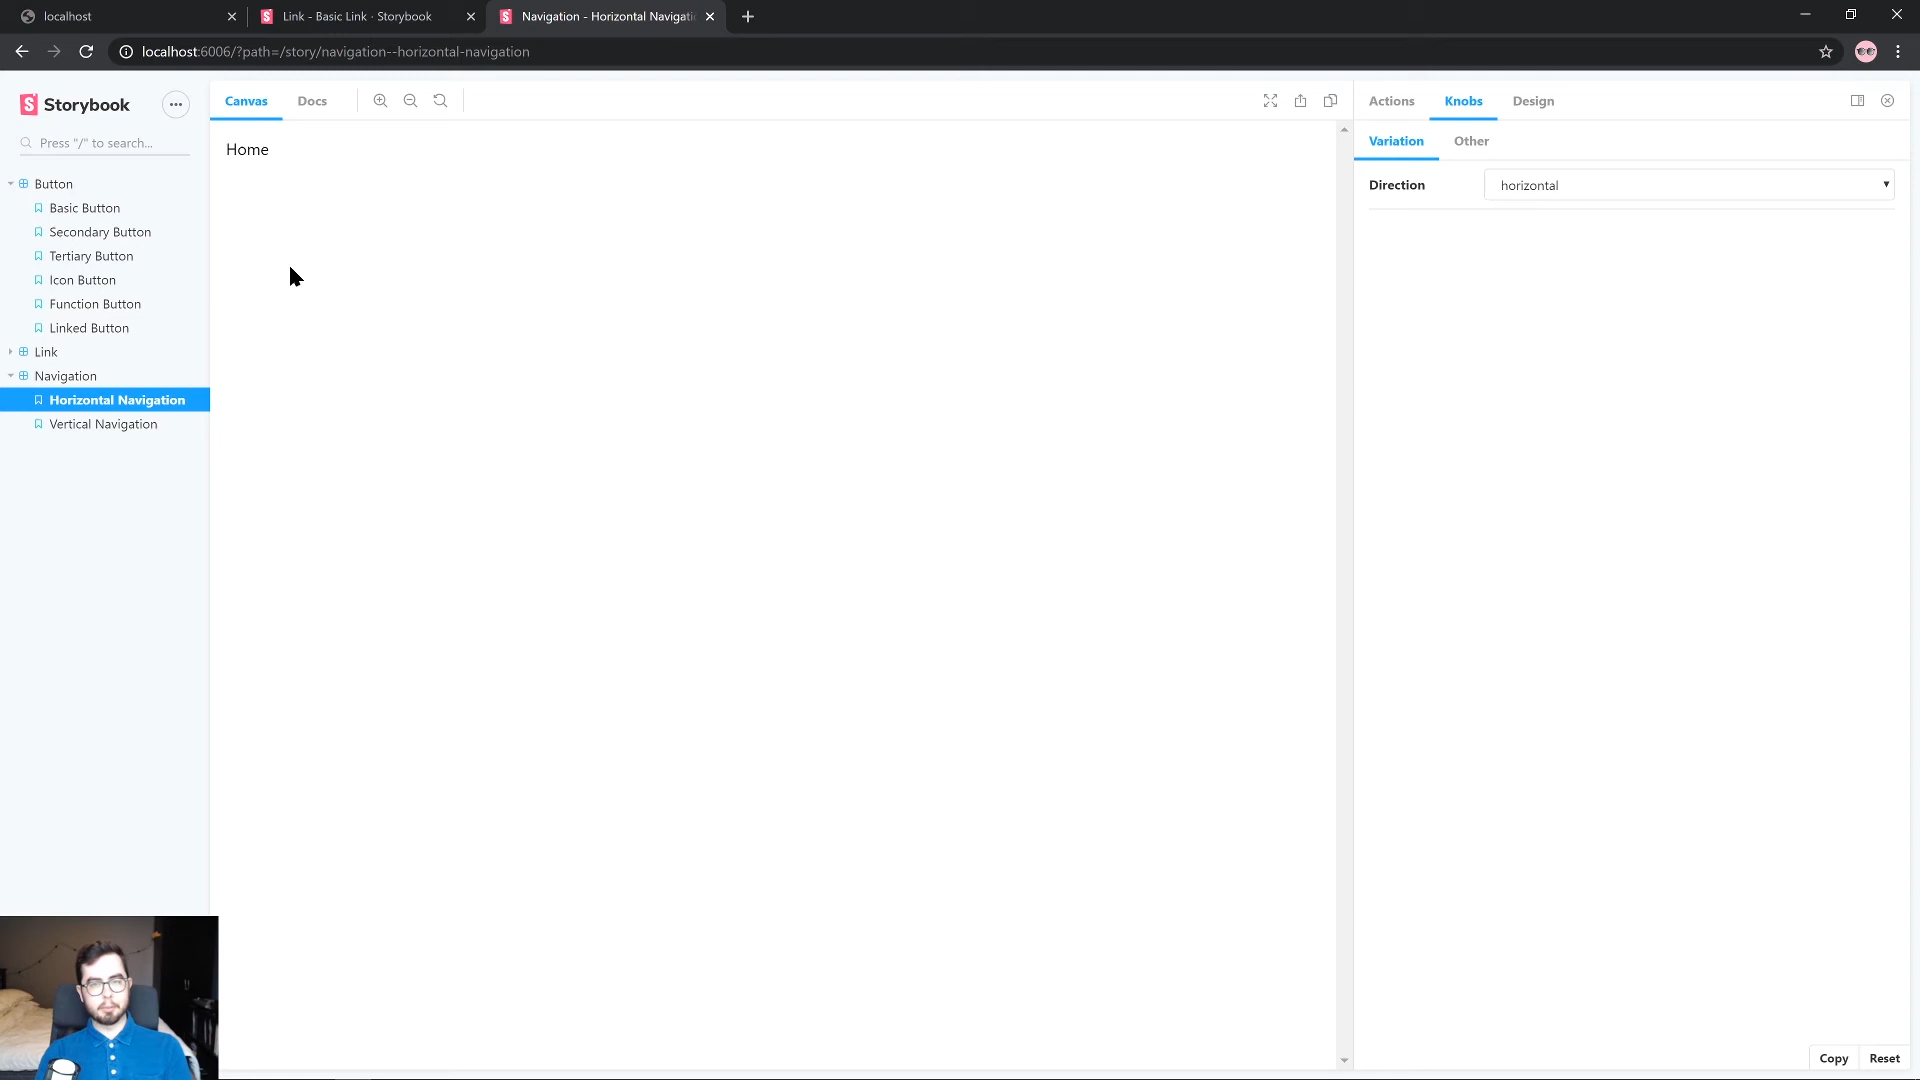 localhost
Link - Basic Link · Storybook
Navigation - Horizontal Navigati
localhost:6006/?path=/story/navigation--horizontal-navigation
Storybook
Press "/" to search...
Button
Basic Button
Secondary Button
Tertiary Button
Icon Button
Function Button
Linked Button
Link
Navigation
Horizontal Navigation
Vertical Navigation
Canvas
Docs
Home
Actions
Knobs
Design
Variation
Other
Direction
horizontal
Copy
Reset